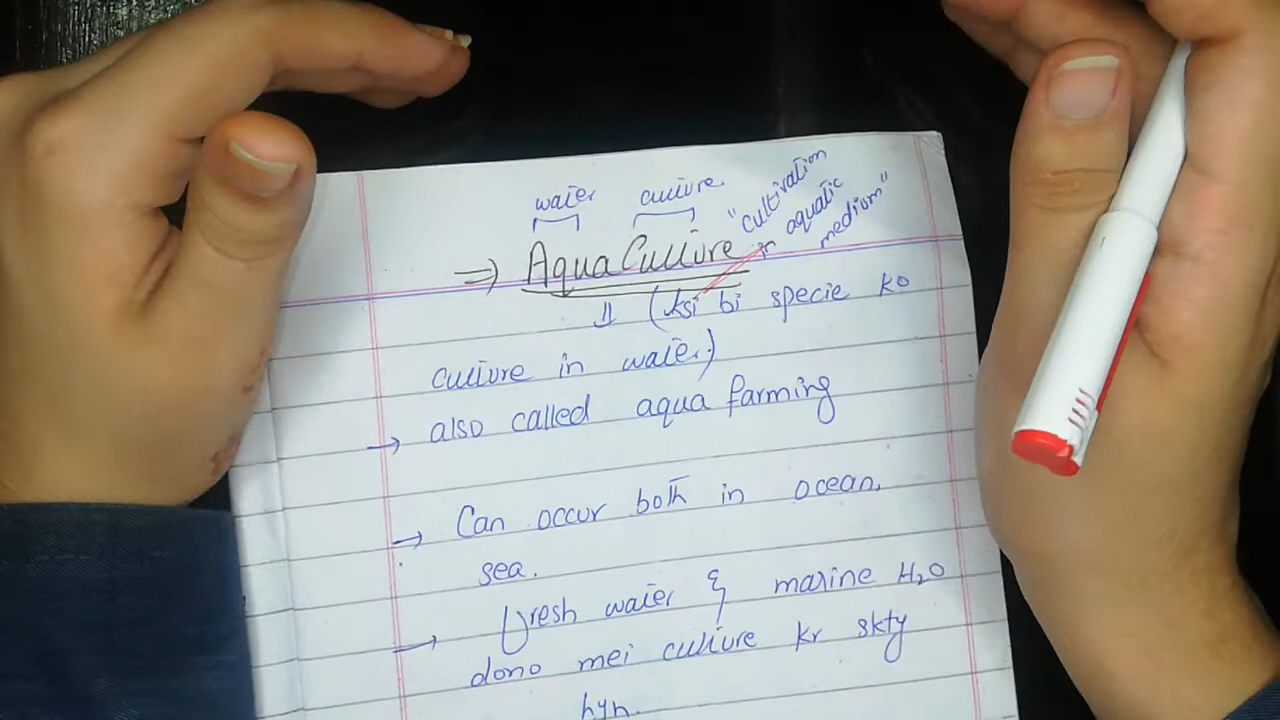 water culture
"cultivation
in aquatic
medium"
=> AquaCulture
⇓ (ksi bi specie ko
culture in water.)
→ also called aqua farming
→ Can occur both in ocean,
sea.
→ fresh water & marine H₂O
dono mei culture kr skty
hyn.